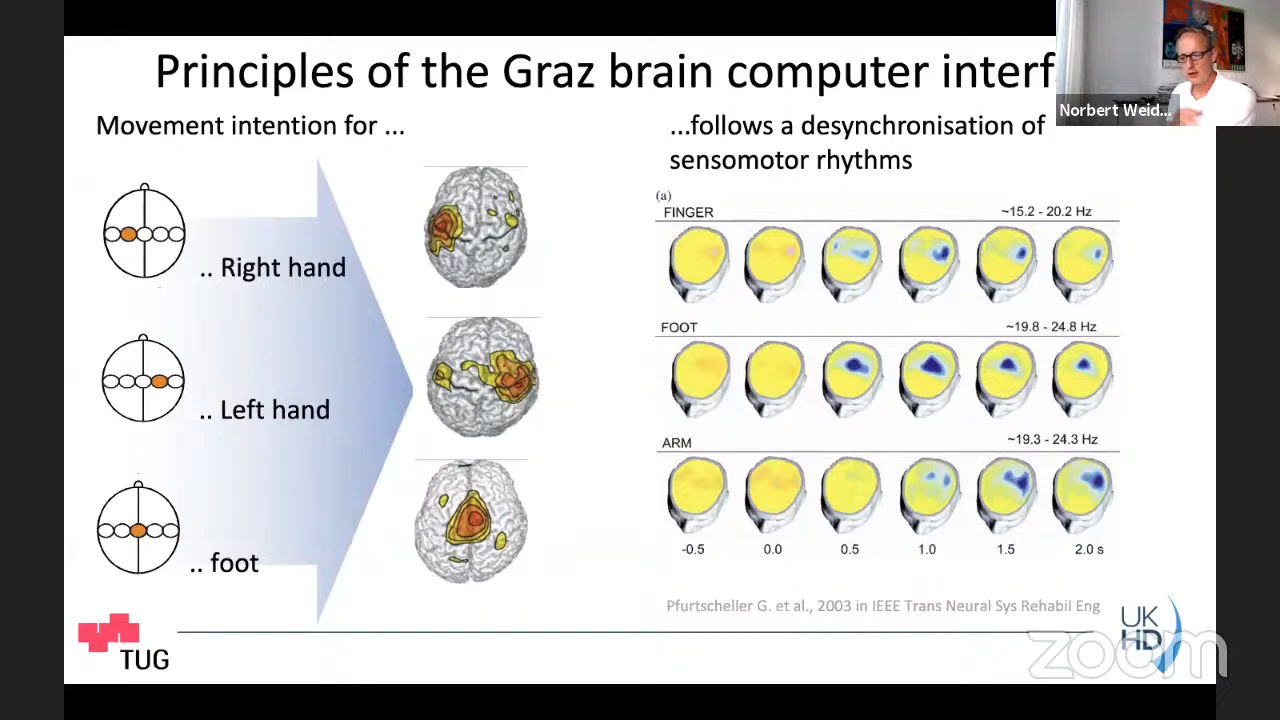 Principles of the Graz brain computer interf
Norbert Weid...
Movement intention for ...
...follows a desynchronisation of
sensomotor rhythms
.. Right hand
.. Left hand
.. foot
(a)
FINGER ~15.2 - 20.2 Hz
FOOT ~19.8 - 24.8 Hz
ARM ~19.3 - 24.3 Hz
-0.5 0.0 0.5 1.0 1.5 2.0 s
Pfurtscheller G. et al., 2003 in IEEE Trans Neural Sys Rehabil Eng
TUG
UK
HD
zoom